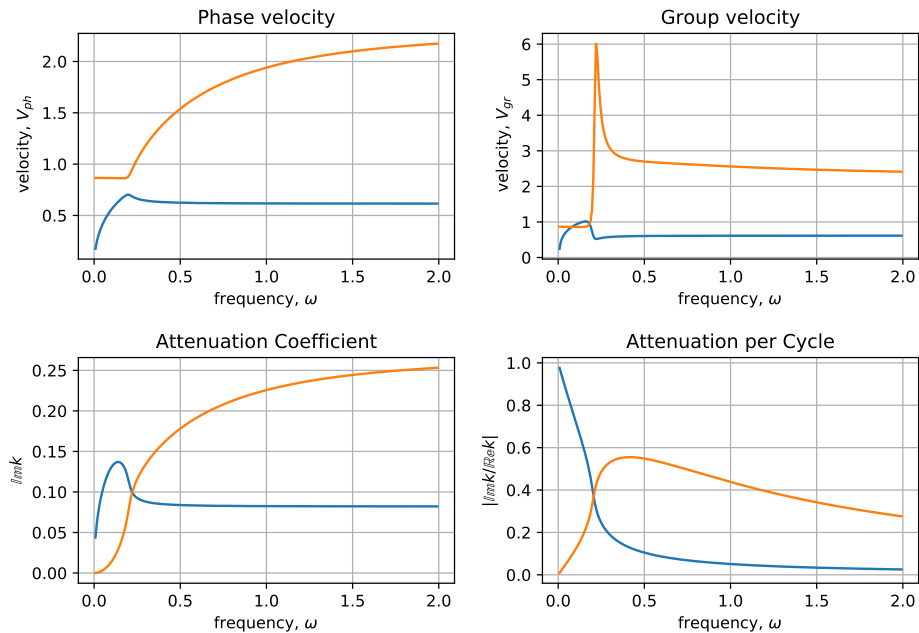 Phase velocity
velocity, V_ph
2.0
1.5
1.0
0.5
0.0 0.5 1.0 1.5 2.0
frequency, ω
Group velocity
velocity, V_gr
6
5
4
3
2
1
0
0.0 0.5 1.0 1.5 2.0
frequency, ω
Attenuation Coefficient
𝕀𝕞k
0.25
0.20
0.15
0.10
0.05
0.00
0.0 0.5 1.0 1.5 2.0
frequency, ω
Attenuation per Cycle
|𝕀𝕞k/ℝ𝕖k|
1.0
0.8
0.6
0.4
0.2
0.0
0.0 0.5 1.0 1.5 2.0
frequency, ω